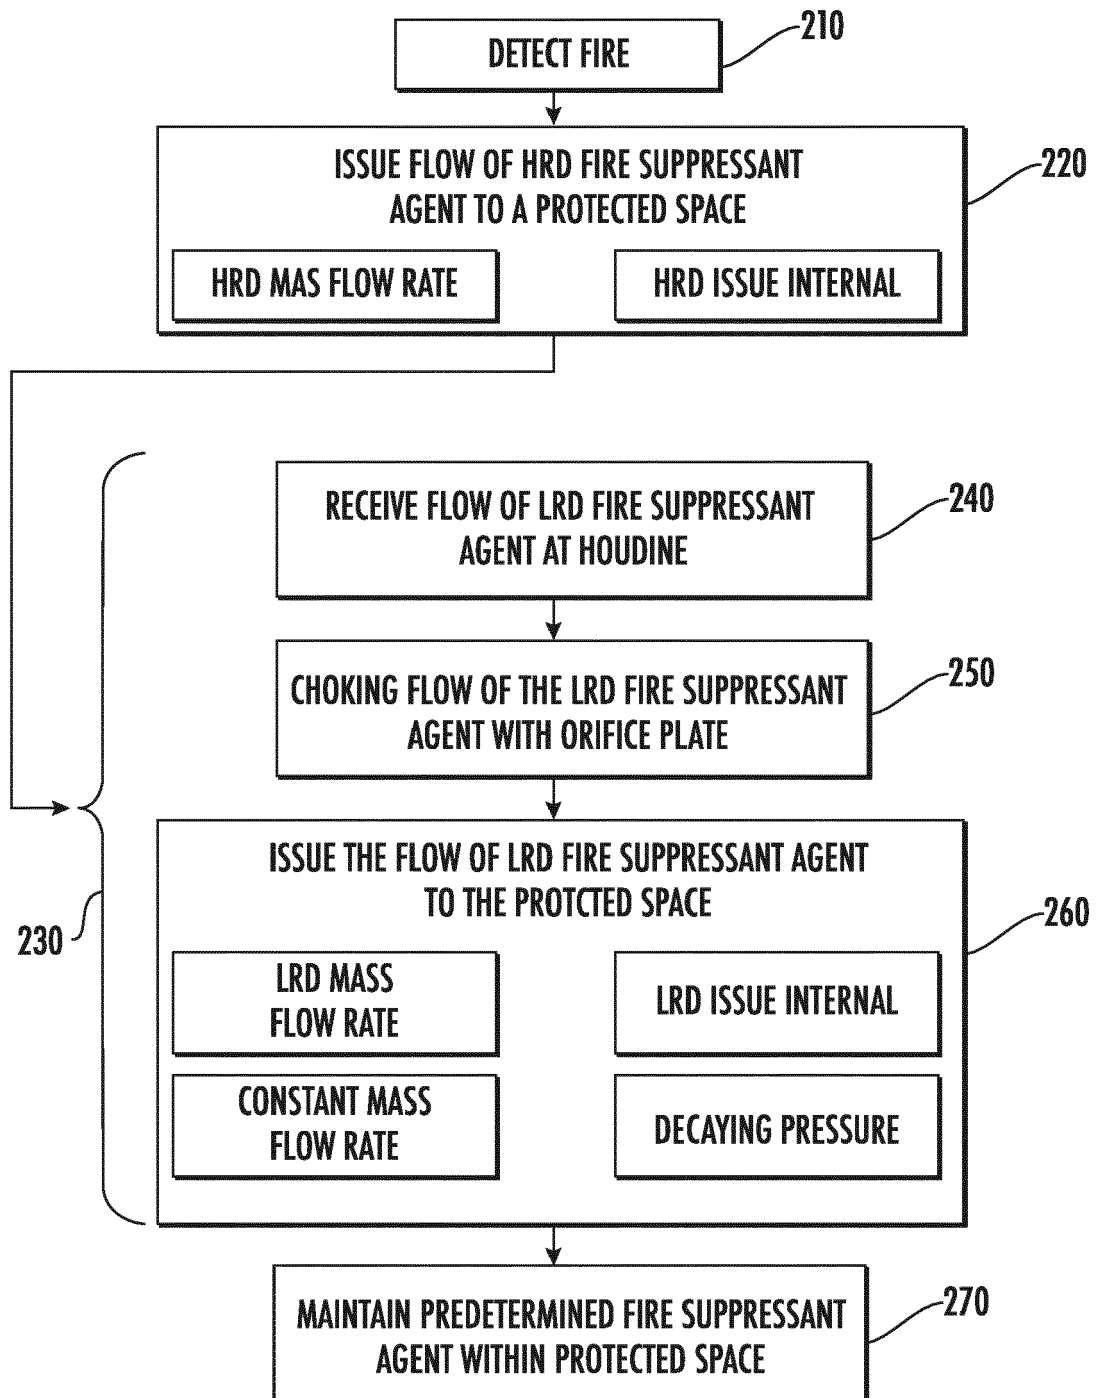 210
DETECT FIRE
ISSUE FLOW OF HRD FIRE SUPPRESSANT
AGENT TO A PROTECTED SPACE
220
HRD MAS FLOW RATE
HRD ISSUE INTERNAL
RECEIVE FLOW OF LRD FIRE SUPPRESSANT
AGENT AT HOUDINE
240
CHOKING FLOW OF THE LRD FIRE SUPPRESSANT
AGENT WITH ORIFICE PLATE
250
ISSUE THE FLOW OF LRD FIRE SUPPRESSANT AGENT
TO THE PROTCTED SPACE
260
230
LRD MASS
FLOW RATE
LRD ISSUE INTERNAL
CONSTANT MASS
FLOW RATE
DECAYING PRESSURE
MAINTAIN PREDETERMINED FIRE SUPPRESSANT
AGENT WITHIN PROTECTED SPACE
270